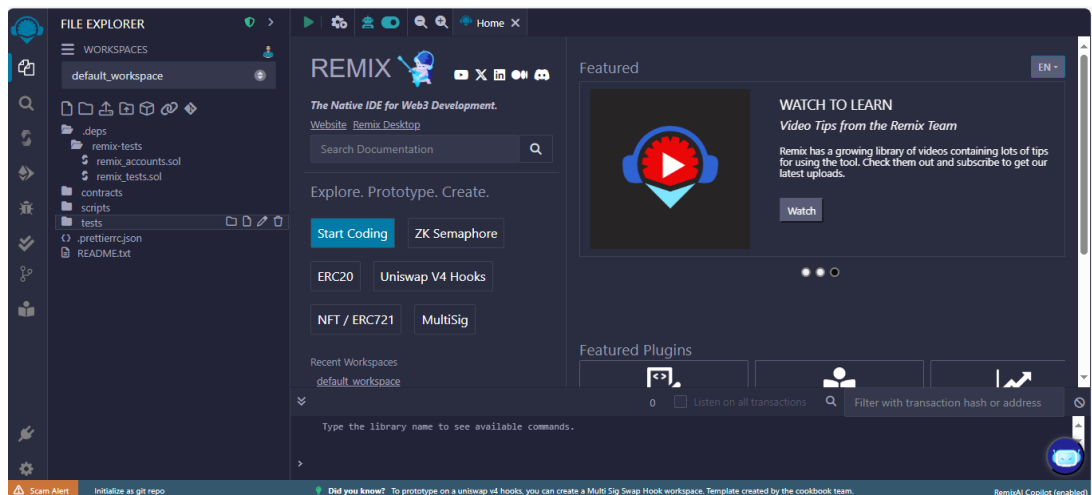 FILE EXPLORER
WORKSPACES
default_workspace
.deps
remix-tests
remix_accounts.sol
remix_tests.sol
contracts
scripts
tests
.prettierrc.json
README.txt
Home
REMIX
The Native IDE for Web3 Development.
Website Remix Desktop
Search Documentation
Explore. Prototype. Create.
Start Coding ZK Semaphore
ERC20 Uniswap V4 Hooks
NFT / ERC721 MultiSig
Recent Workspaces
default workspace
Featured
EN
WATCH TO LEARN
Video Tips from the Remix Team
Remix has a growing library of videos containing lots of tips
for using the tool. Check them out and subscribe to get our
latest uploads.
Watch
Featured Plugins
0 Listen on all transactions Filter with transaction hash or address
Type the library name to see available commands.
>
Scam Alert Initialize as git repo Did you know? To prototype on a uniswap v4 hooks, you can create a Multi Sig Swap Hook workspace. Template created by the cookbook team. RemixAI Copilot (enabled)